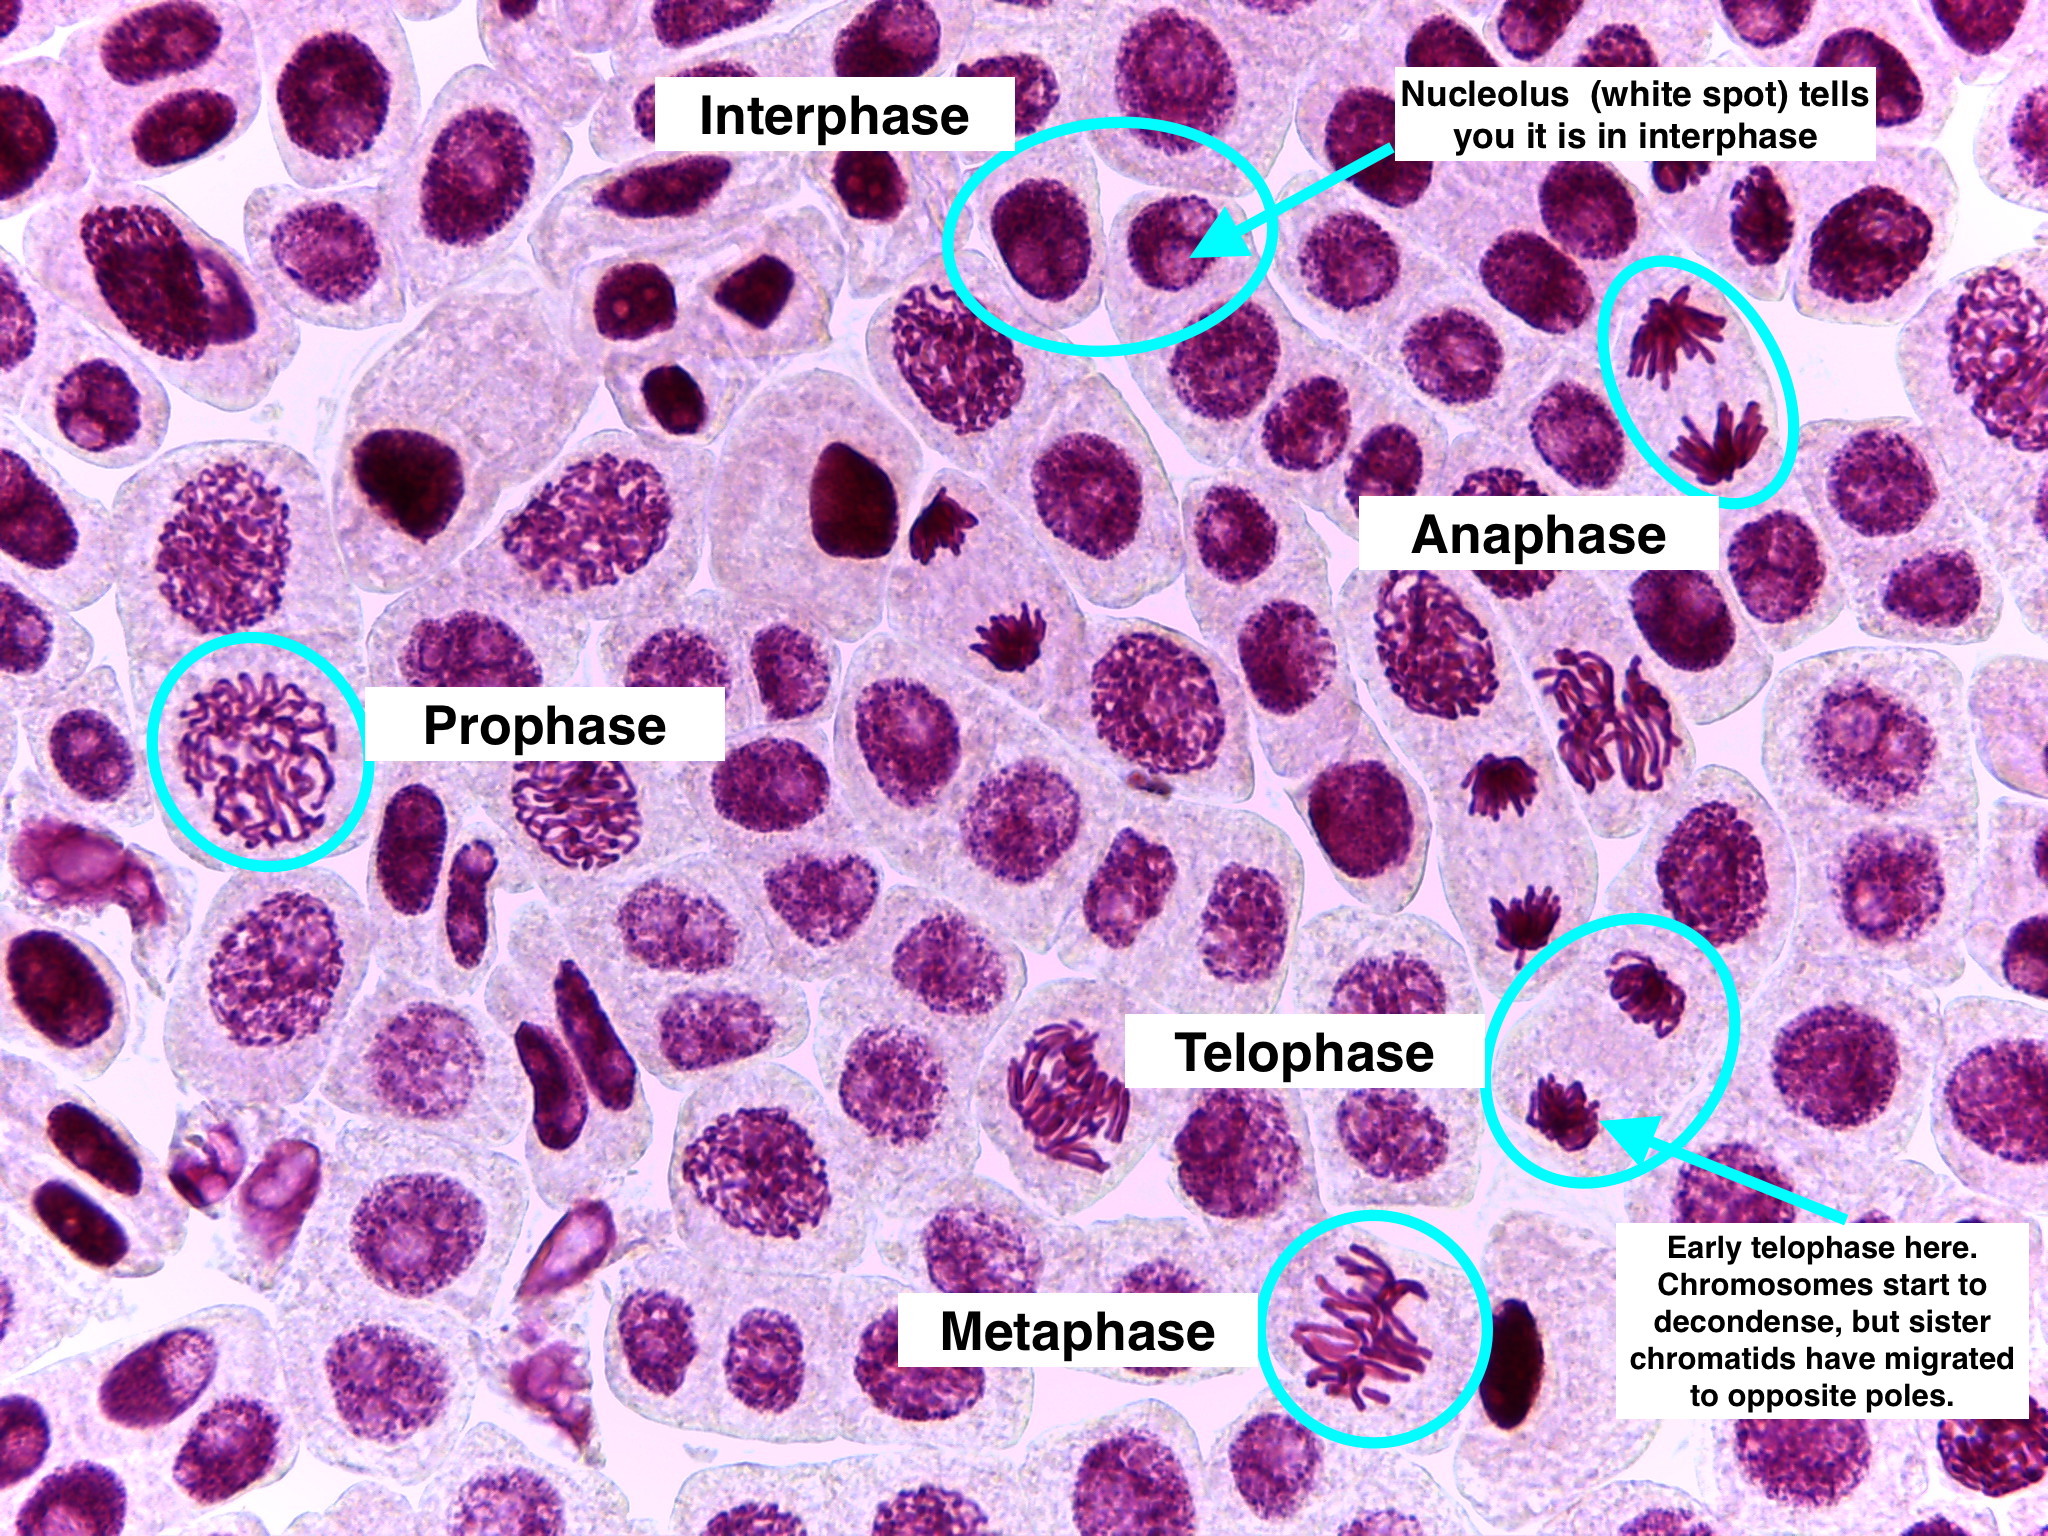 Interphase
Nucleolus  (white spot) tells
you it is in interphase
Anaphase
Prophase
Telophase
Early telophase here.
Chromosomes start to
decondense, but sister
chromatids have migrated
to opposite poles.
Metaphase